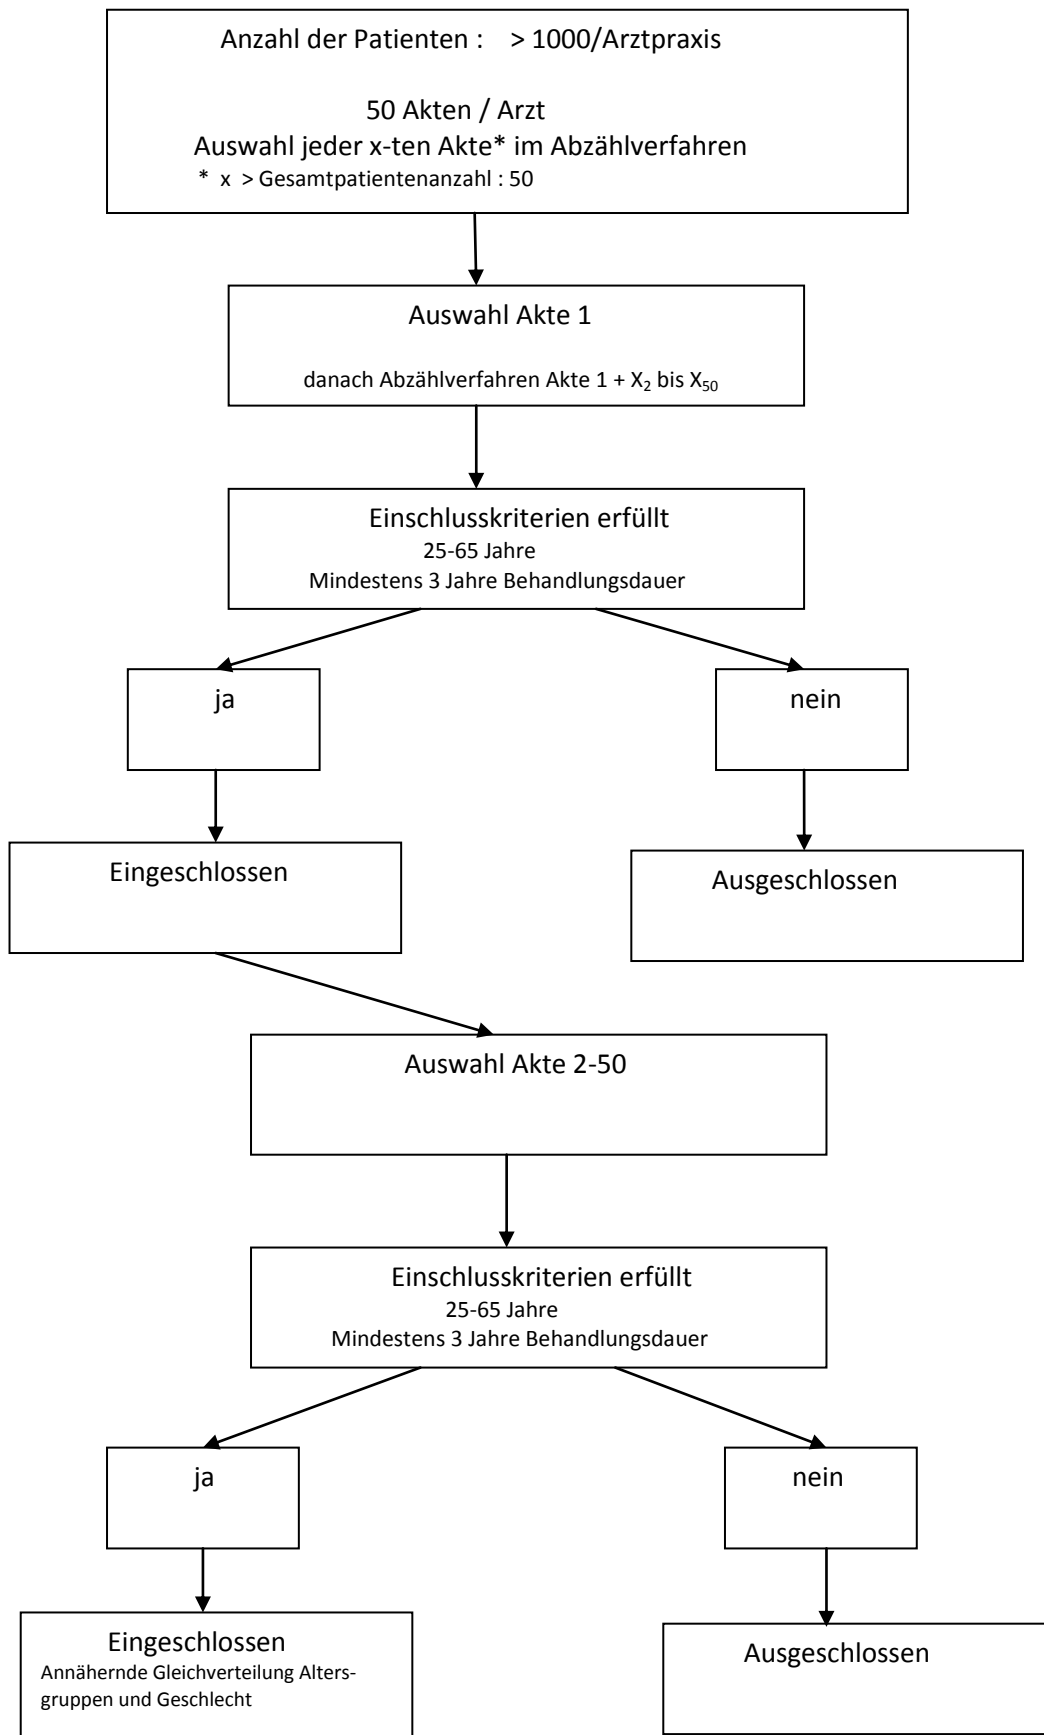 Anzahl der Patienten : > 1000/Arztpraxis
50 Akten / Arzt
Auswahl jeder x-ten Akte* im Abzählverfahren
* x > Gesamtpatientenanzahl : 50
Auswahl Akte 1
danach Abzählverfahren Akte 1 + X₂ bis X₅₀
Einschlusskriterien erfüllt
25-65 Jahre
Mindestens 3 Jahre Behandlungsdauer
ja
nein
Eingeschlossen
Ausgeschlossen
Auswahl Akte 2-50
Einschlusskriterien erfüllt
25-65 Jahre
Mindestens 3 Jahre Behandlungsdauer
ja
nein
Eingeschlossen
Annähernde Gleichverteilung Alters-
gruppen und Geschlecht
Ausgeschlossen